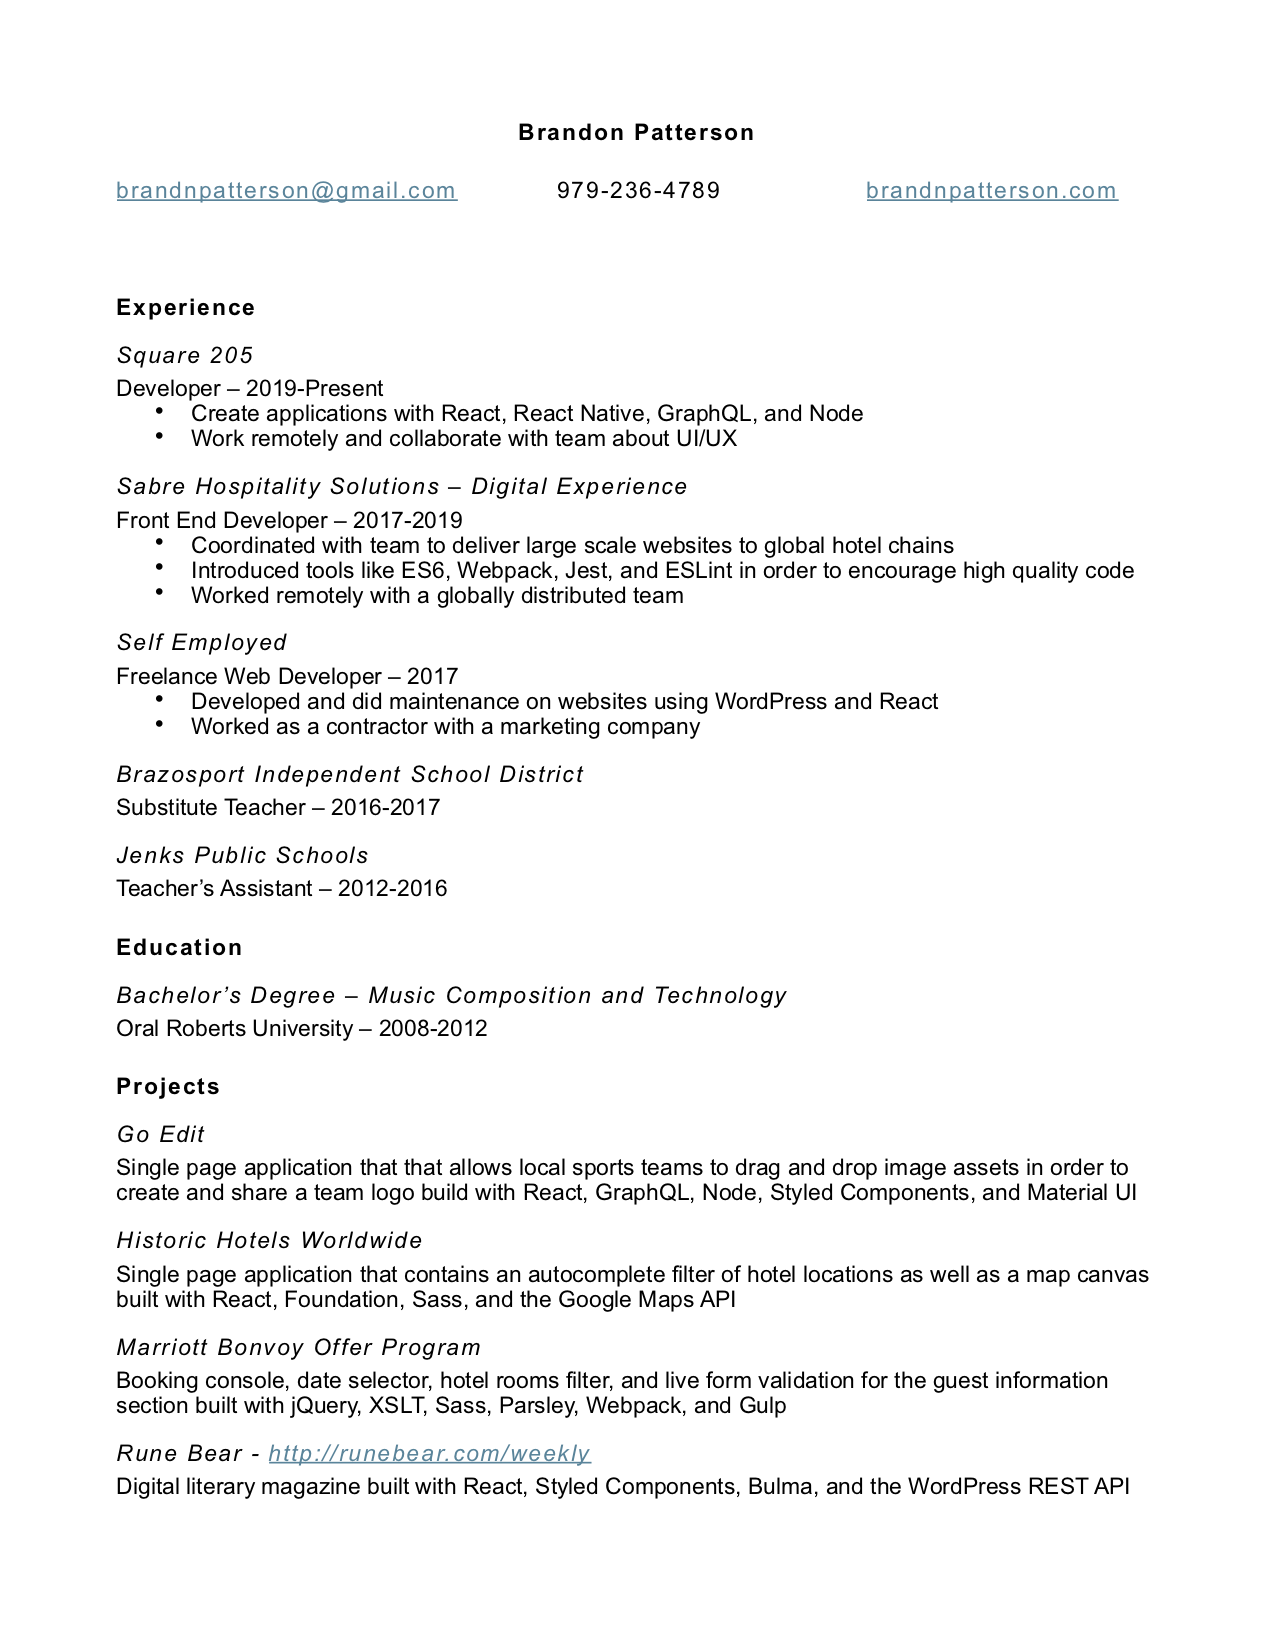 Brandon Patterson
brandnpatterson@gmail.com 979-236-4789 brandnpatterson.com
Experience
Square 205
Developer – 2019-Present
• Create applications with React, React Native, GraphQL, and Node
• Work remotely and collaborate with team about UI/UX
Sabre Hospitality Solutions – Digital Experience
Front End Developer – 2017-2019
• Coordinated with team to deliver large scale websites to global hotel chains
• Introduced tools like ES6, Webpack, Jest, and ESLint in order to encourage high quality code
• Worked remotely with a globally distributed team
Self Employed
Freelance Web Developer – 2017
• Developed and did maintenance on websites using WordPress and React
• Worked as a contractor with a marketing company
Brazosport Independent School District
Substitute Teacher – 2016-2017
Jenks Public Schools
Teacher’s Assistant – 2012-2016
Education
Bachelor’s Degree – Music Composition and Technology
Oral Roberts University – 2008-2012
Projects
Go Edit
Single page application that that allows local sports teams to drag and drop image assets in order to
create and share a team logo build with React, GraphQL, Node, Styled Components, and Material UI
Historic Hotels Worldwide
Single page application that contains an autocomplete filter of hotel locations as well as a map canvas
built with React, Foundation, Sass, and the Google Maps API
Marriott Bonvoy Offer Program
Booking console, date selector, hotel rooms filter, and live form validation for the guest information
section built with jQuery, XSLT, Sass, Parsley, Webpack, and Gulp
Rune Bear - http://runebear.com/weekly
Digital literary magazine built with React, Styled Components, Bulma, and the WordPress REST API